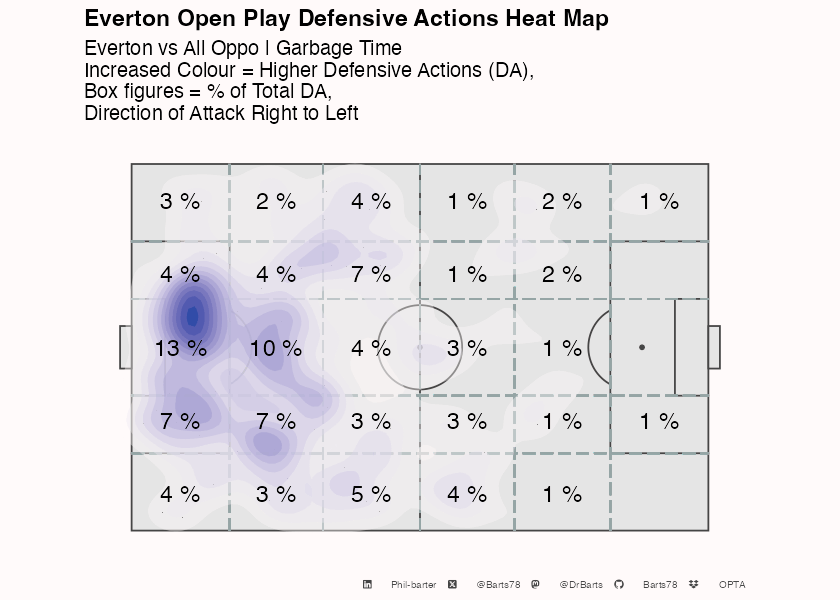 Everton Open Play Defensive Actions Heat Map
Everton vs All Oppo I Garbage Time
Increased Colour = Higher Defensive Actions (DA),
Box figures = % of Total DA,
Direction of Attack Right to Left
3 % 2 % 4 % 1 % 2 % 1 %
4 % 4 % 7 % 1 % 2 %
13 % 10 % 4 % 3 % 1 %
7 % 7 % 3 % 3 % 1 % 1 %
4 % 3 % 5 % 4 % 1 %
Phil-barter @Barts78 @DrBarts Barts78 OPTA